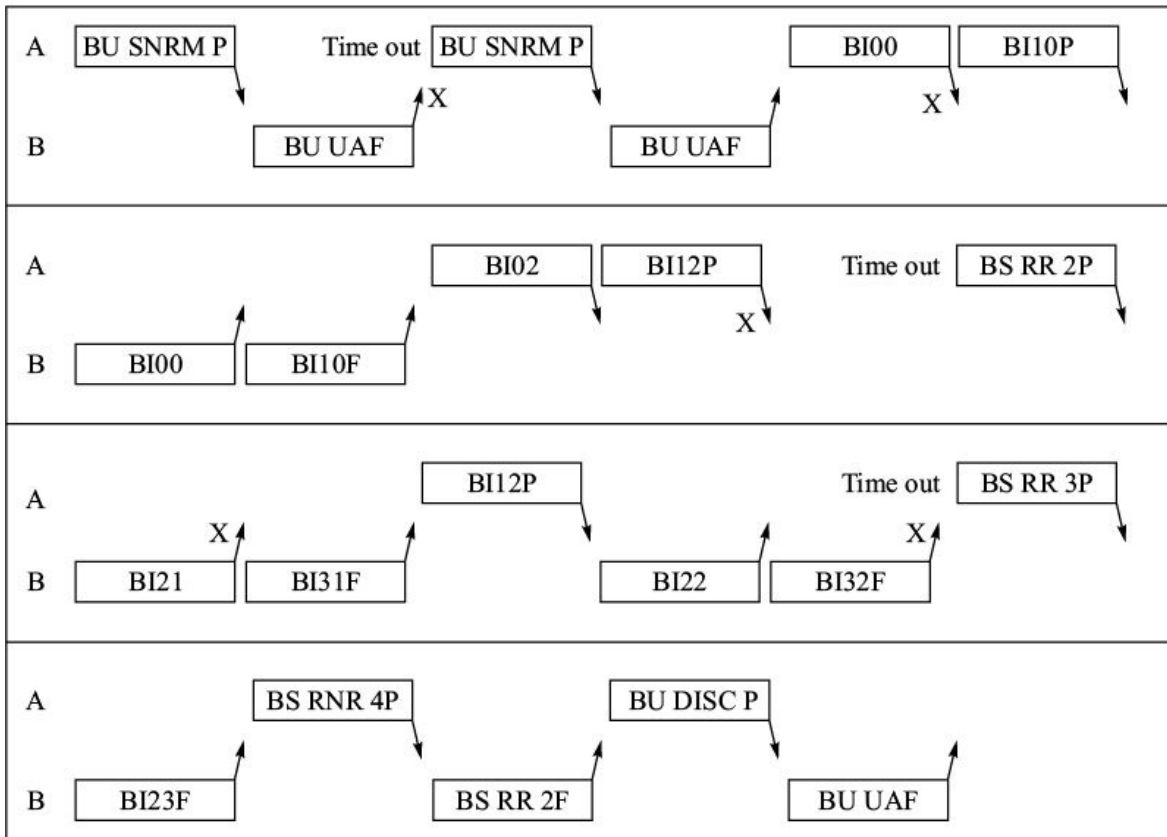 A BU SNRM P Time out BU SNRM P BI00 BI10P
X X
B BU UAF BU UAF
A BI02 BI12P Time out BS RR 2P
X
B BI00 BI10F
A BI12P Time out BS RR 3P
X X
B BI21 BI31F BI22 BI32F
A BS RNR 4P BU DISC P
B BI23F BS RR 2F BU UAF